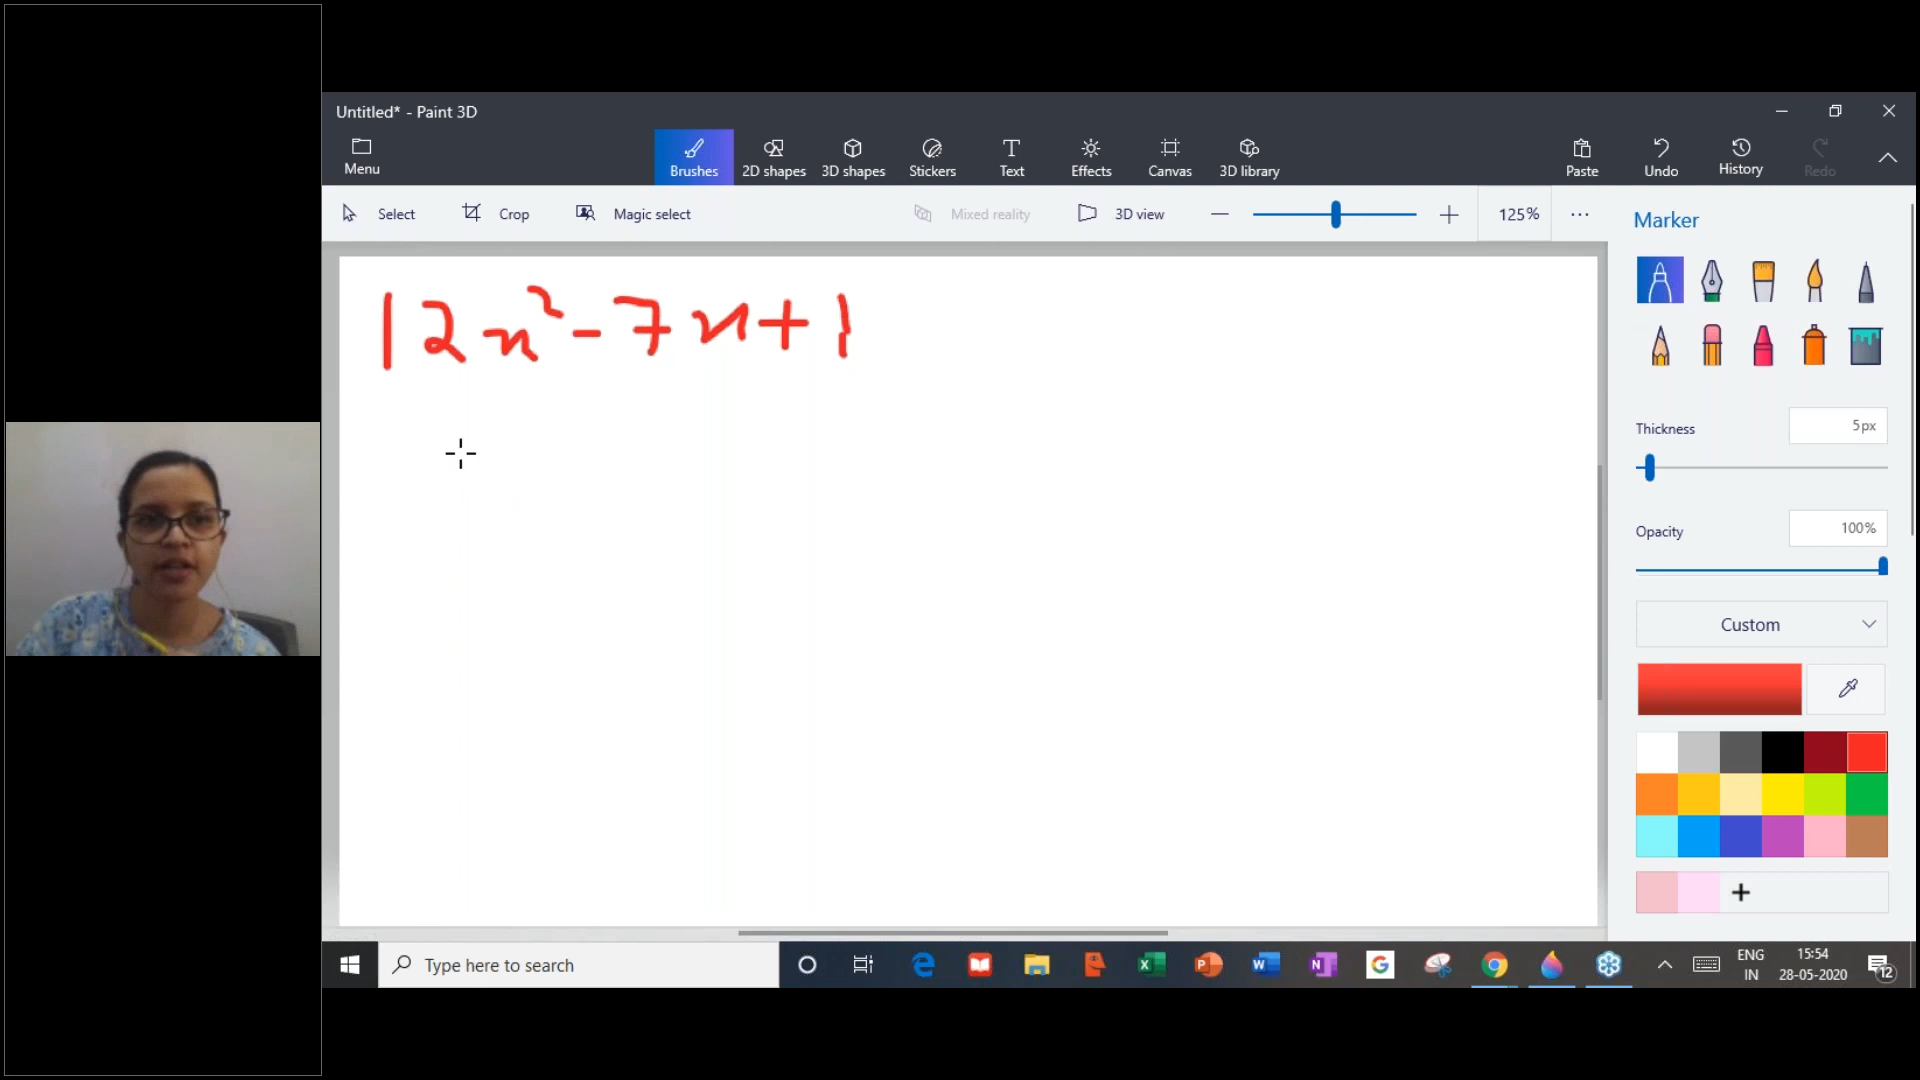 Untitled* - Paint 3D
Menu
Brushes
2D shapes
3D shapes
Stickers
Text
Effects
Canvas
3D library
Paste
Undo
History
Redo
Select
Crop
Magic select
Mixed reality
3D view
125%
Marker
12x²-7x+1
Thickness
5px
Opacity
100%
Custom
Type here to search
ENG
IN
15:54
28-05-2020
12